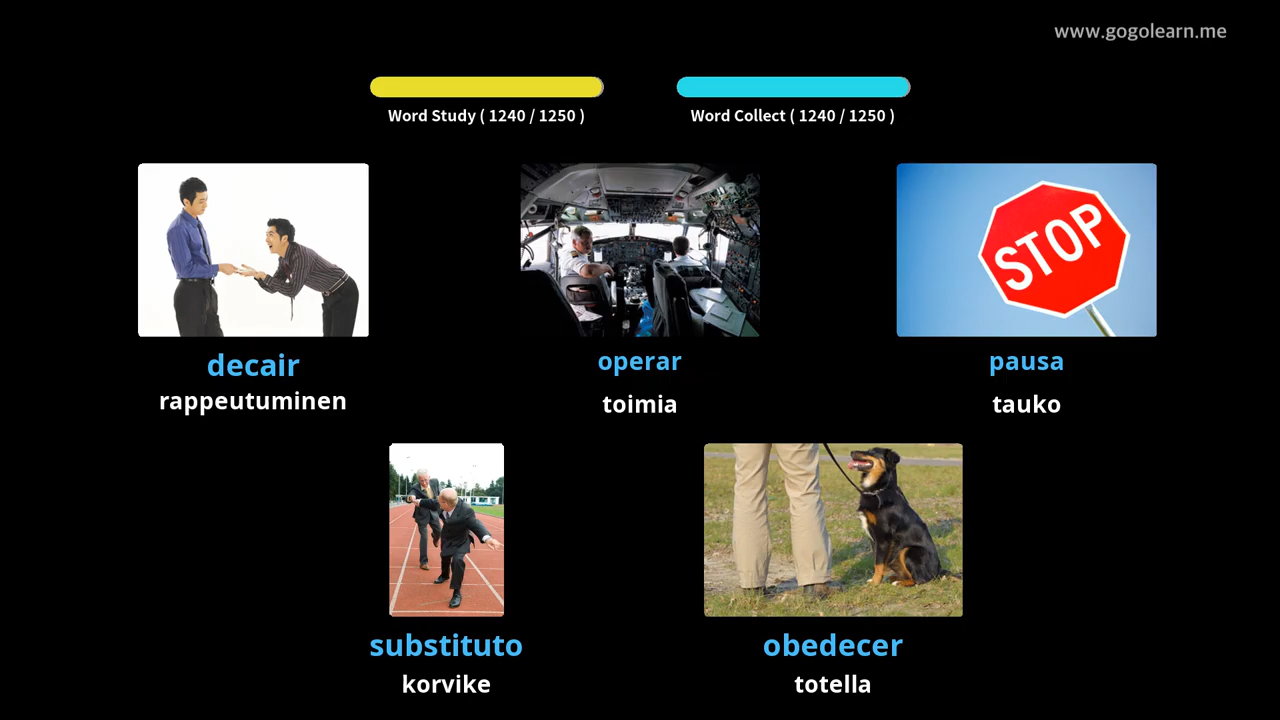 www.gogolearn.me
Word Study ( 1240 / 1250 )
Word Collect ( 1240 / 1250 )
STOP
decair
rappeutuminen
operar
toimia
pausa
tauko
substituto
korvike
obedecer
totella